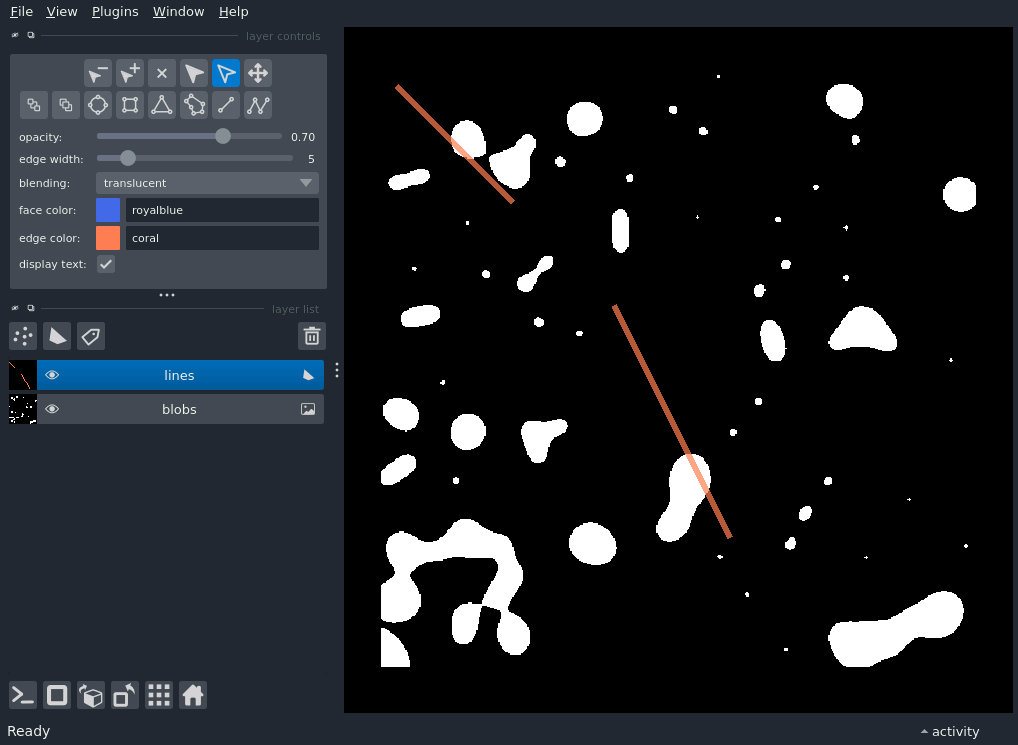 File View Plugins Window Help
layer controls
opacity: 0.70
edge width: 5
blending: translucent
face color: royalblue
edge color: coral
display text:
layer list
lines
blobs
Ready activity